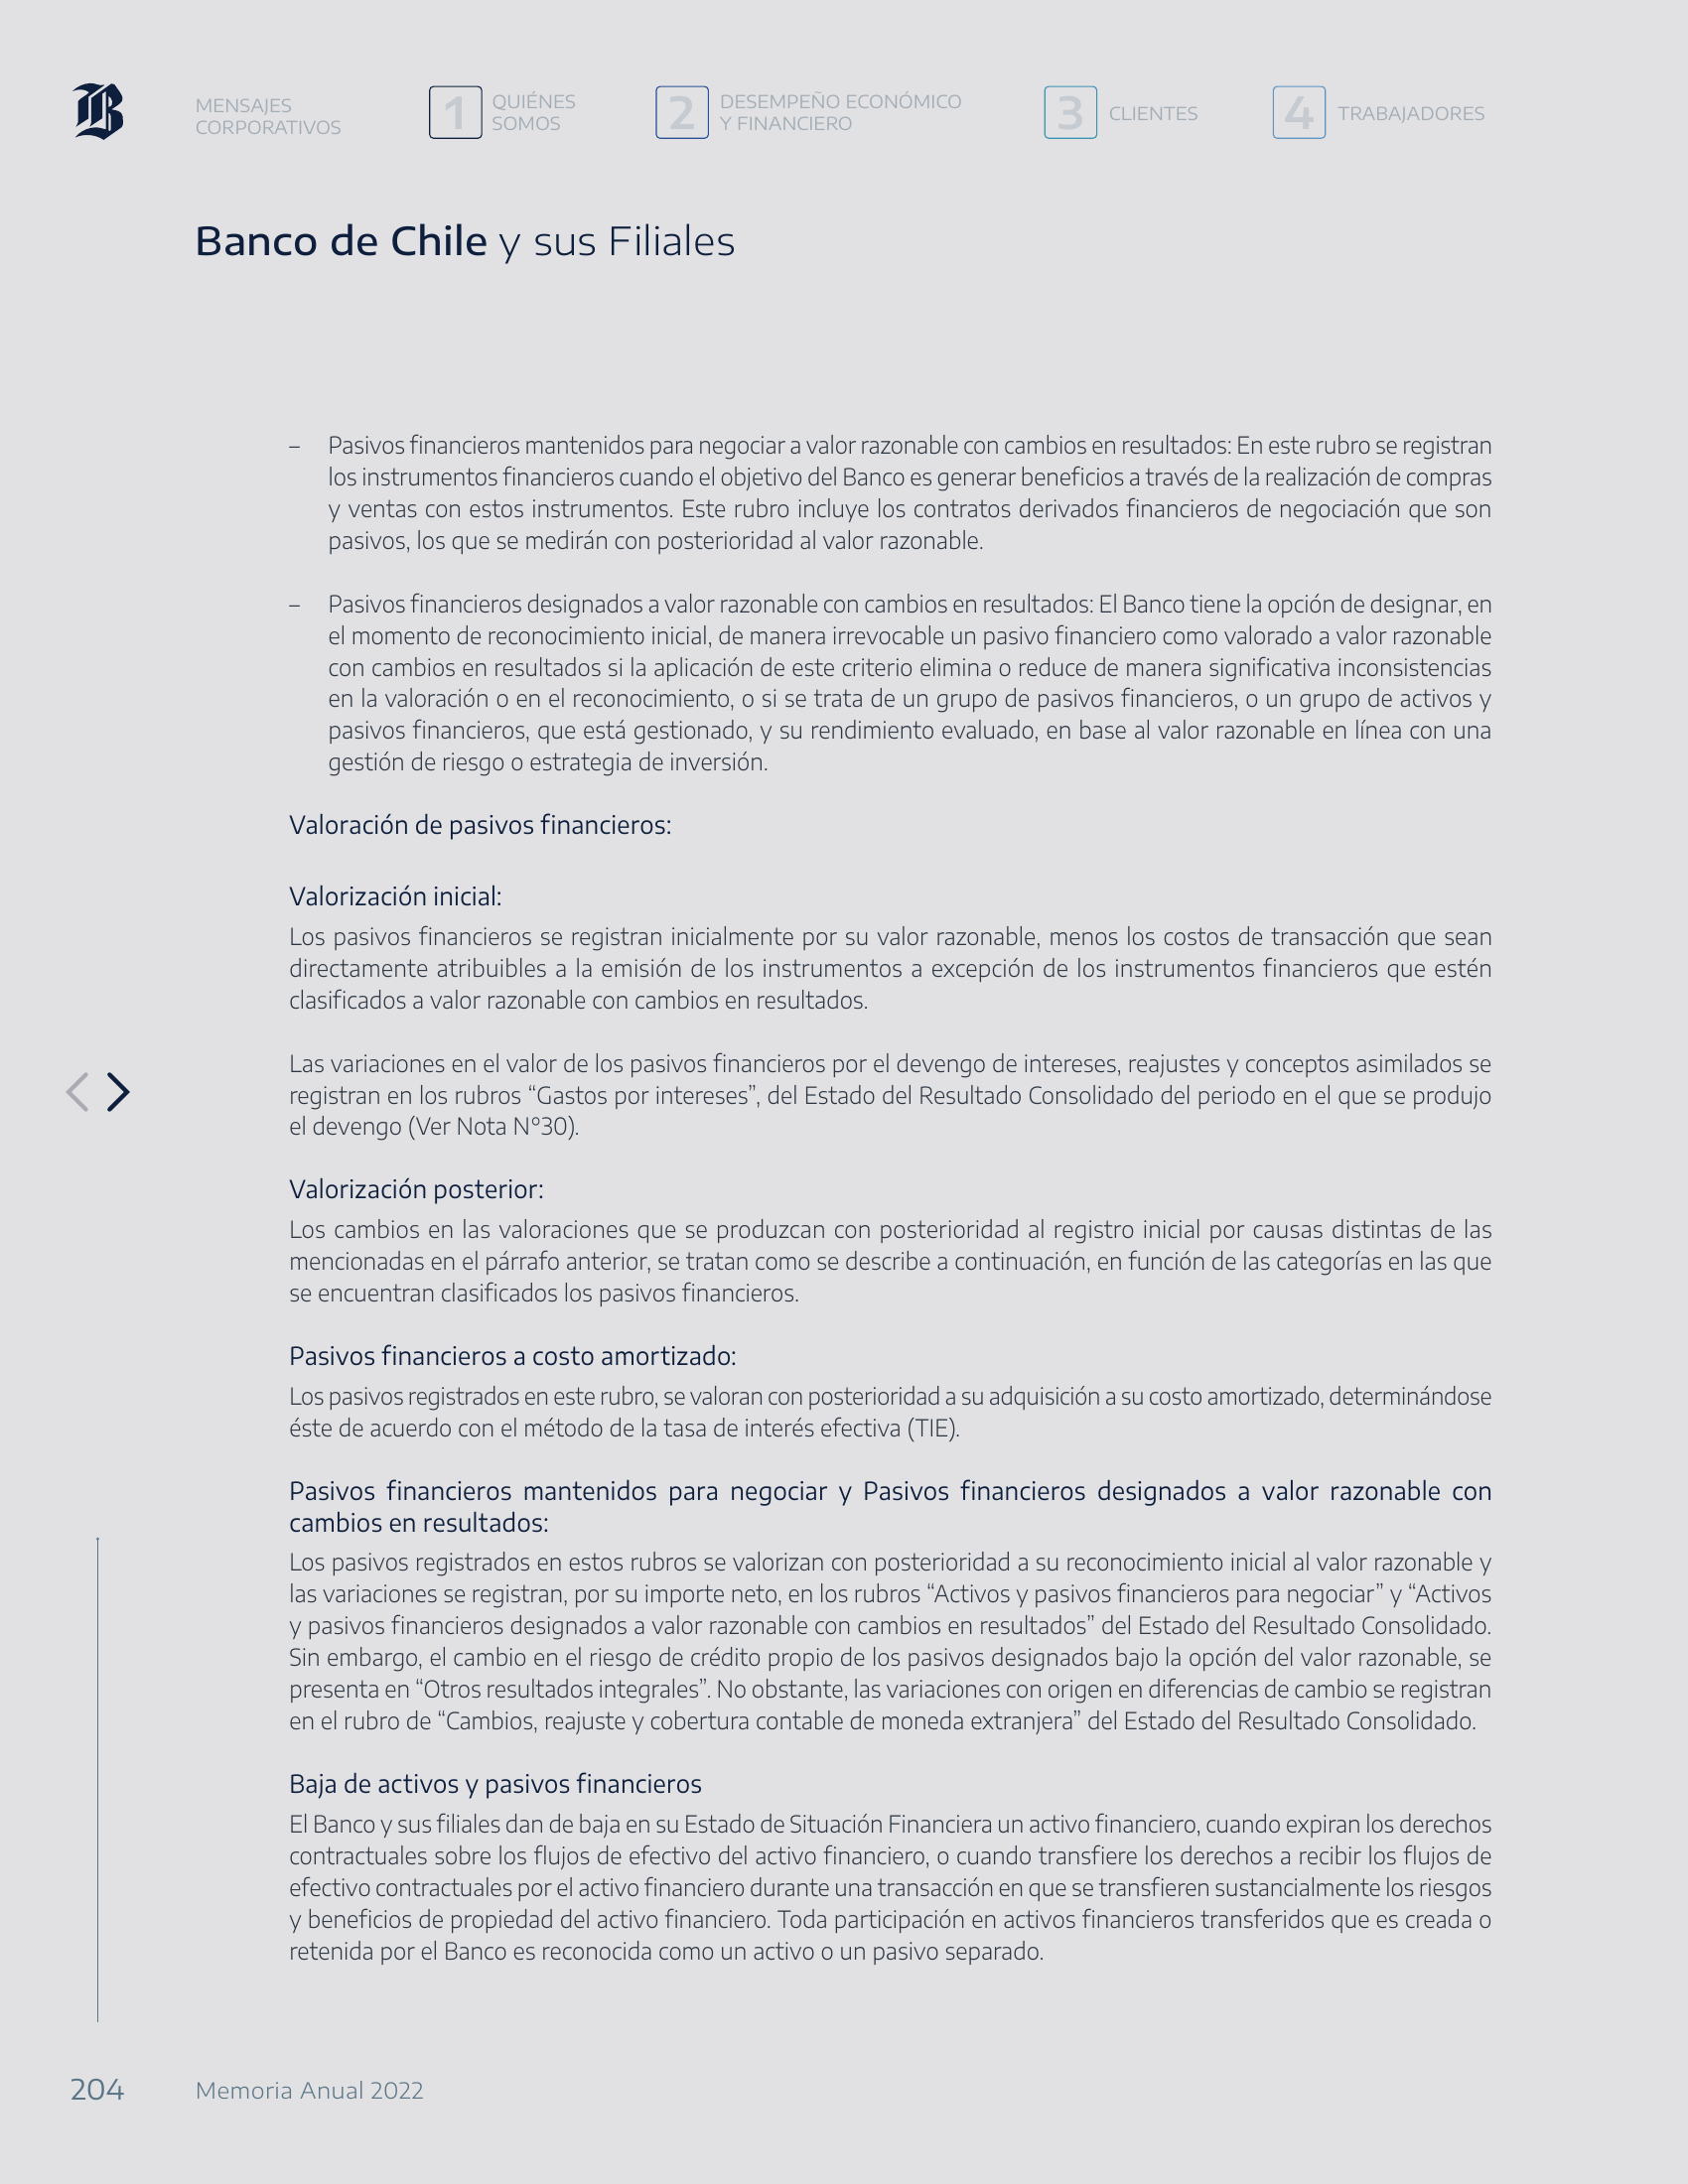 MENSAJES
CORPORATIVOS
1 QUIÉNES
SOMOS
2 DESEMPEÑO ECONÓMICO
Y FINANCIERO
3 CLIENTES
4 TRABAJADORES
Banco de Chile y sus Filiales
– Pasivos financieros mantenidos para negociar a valor razonable con cambios en resultados: En este rubro se registran
los instrumentos financieros cuando el objetivo del Banco es generar beneficios a través de la realización de compras
y ventas con estos instrumentos. Este rubro incluye los contratos derivados financieros de negociación que son
pasivos, los que se medirán con posterioridad al valor razonable.
– Pasivos financieros designados a valor razonable con cambios en resultados: El Banco tiene la opción de designar, en
el momento de reconocimiento inicial, de manera irrevocable un pasivo financiero como valorado a valor razonable
con cambios en resultados si la aplicación de este criterio elimina o reduce de manera significativa inconsistencias
en la valoración o en el reconocimiento, o si se trata de un grupo de pasivos financieros, o un grupo de activos y
pasivos financieros, que está gestionado, y su rendimiento evaluado, en base al valor razonable en línea con una
gestión de riesgo o estrategia de inversión.
Valoración de pasivos financieros:
Valorización inicial:
Los pasivos financieros se registran inicialmente por su valor razonable, menos los costos de transacción que sean
directamente atribuibles a la emisión de los instrumentos a excepción de los instrumentos financieros que estén
clasificados a valor razonable con cambios en resultados.
Las variaciones en el valor de los pasivos financieros por el devengo de intereses, reajustes y conceptos asimilados se
registran en los rubros “Gastos por intereses”, del Estado del Resultado Consolidado del periodo en el que se produjo
el devengo (Ver Nota N°30).
Valorización posterior:
Los cambios en las valoraciones que se produzcan con posterioridad al registro inicial por causas distintas de las
mencionadas en el párrafo anterior, se tratan como se describe a continuación, en función de las categorías en las que
se encuentran clasificados los pasivos financieros.
Pasivos financieros a costo amortizado:
Los pasivos registrados en este rubro, se valoran con posterioridad a su adquisición a su costo amortizado, determinándose
éste de acuerdo con el método de la tasa de interés efectiva (TIE).
Pasivos financieros mantenidos para negociar y Pasivos financieros designados a valor razonable con
cambios en resultados:
Los pasivos registrados en estos rubros se valorizan con posterioridad a su reconocimiento inicial al valor razonable y
las variaciones se registran, por su importe neto, en los rubros “Activos y pasivos financieros para negociar” y “Activos
y pasivos financieros designados a valor razonable con cambios en resultados” del Estado del Resultado Consolidado.
Sin embargo, el cambio en el riesgo de crédito propio de los pasivos designados bajo la opción del valor razonable, se
presenta en “Otros resultados integrales”. No obstante, las variaciones con origen en diferencias de cambio se registran
en el rubro de “Cambios, reajuste y cobertura contable de moneda extranjera” del Estado del Resultado Consolidado.
Baja de activos y pasivos financieros
El Banco y sus filiales dan de baja en su Estado de Situación Financiera un activo financiero, cuando expiran los derechos
contractuales sobre los flujos de efectivo del activo financiero, o cuando transfiere los derechos a recibir los flujos de
efectivo contractuales por el activo financiero durante una transacción en que se transfieren sustancialmente los riesgos
y beneficios de propiedad del activo financiero. Toda participación en activos financieros transferidos que es creada o
retenida por el Banco es reconocida como un activo o un pasivo separado.
204 Memoria Anual 2022